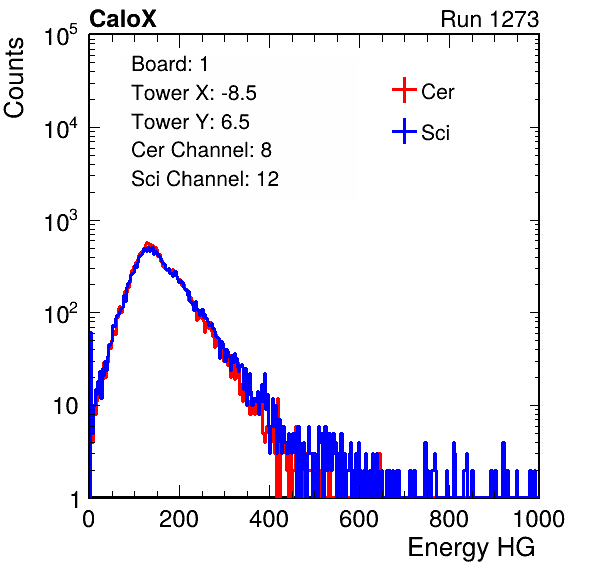 CaloX Run 1273
Counts
10^5
10^4
10^3
10^2
10
1
Board: 1
Tower X: -8.5
Tower Y: 6.5
Cer Channel: 8
Sci Channel: 12
Cer
Sci
0 200 400 600 800 1000
Energy HG